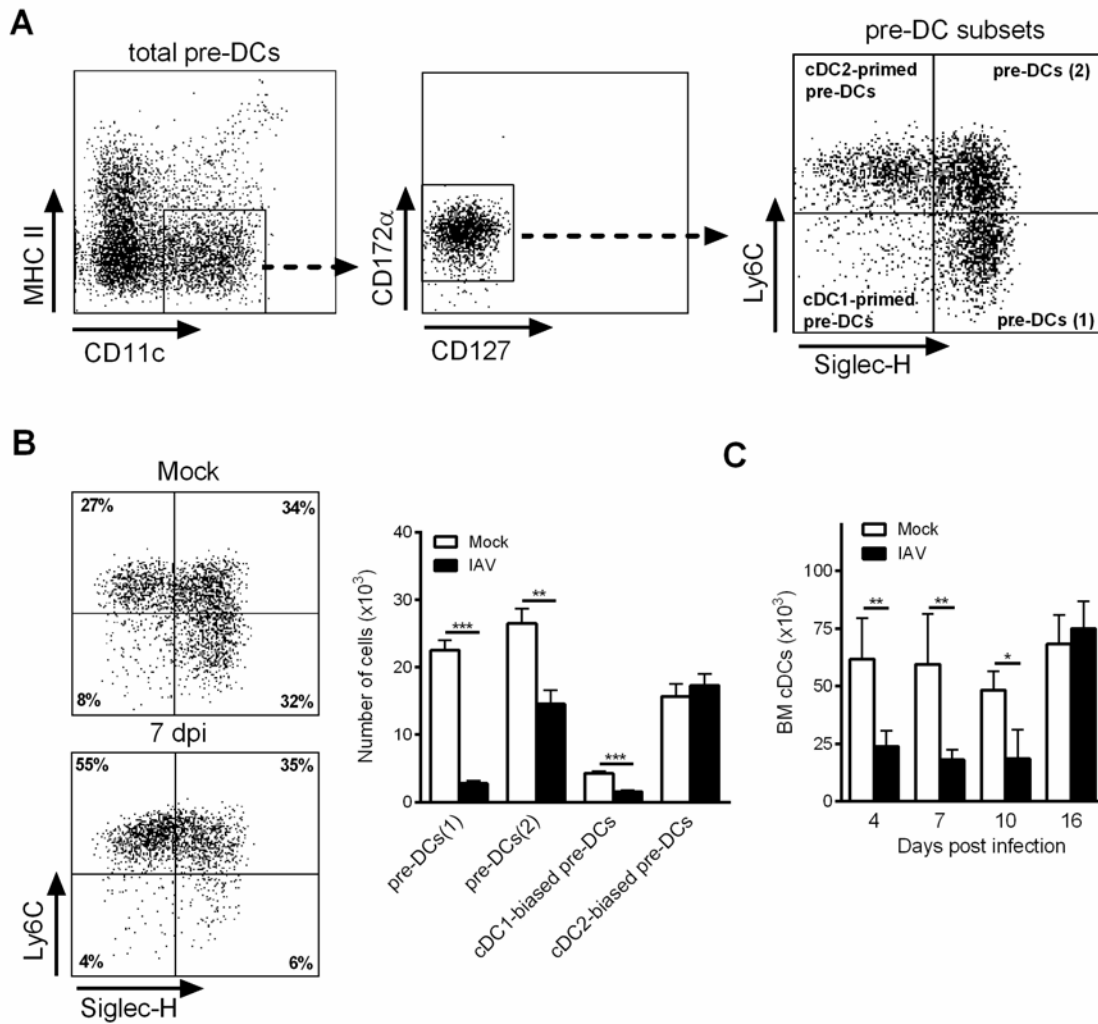 A
total pre-DCs
MHC II
CD11c
CD172α
CD127
pre-DC subsets
cDC2-primed
pre-DCs
pre-DCs (2)
cDC1-primed
pre-DCs
pre-DCs (1)
Ly6C
Siglec-H
B
Mock
27%
34%
8%
32%
7 dpi
55%
35%
4%
6%
Ly6C
Siglec-H
Number of cells (x10³)
40
30
20
10
0
Mock
IAV
***
**
***
pre-DCs(1)
pre-DCs(2)
cDC1-biased pre-DCs
cDC2-biased pre-DCs
C
BM cDCs (x10³)
100
75
50
25
0
Mock
IAV
**
**
*
4
7
10
16
Days post infection